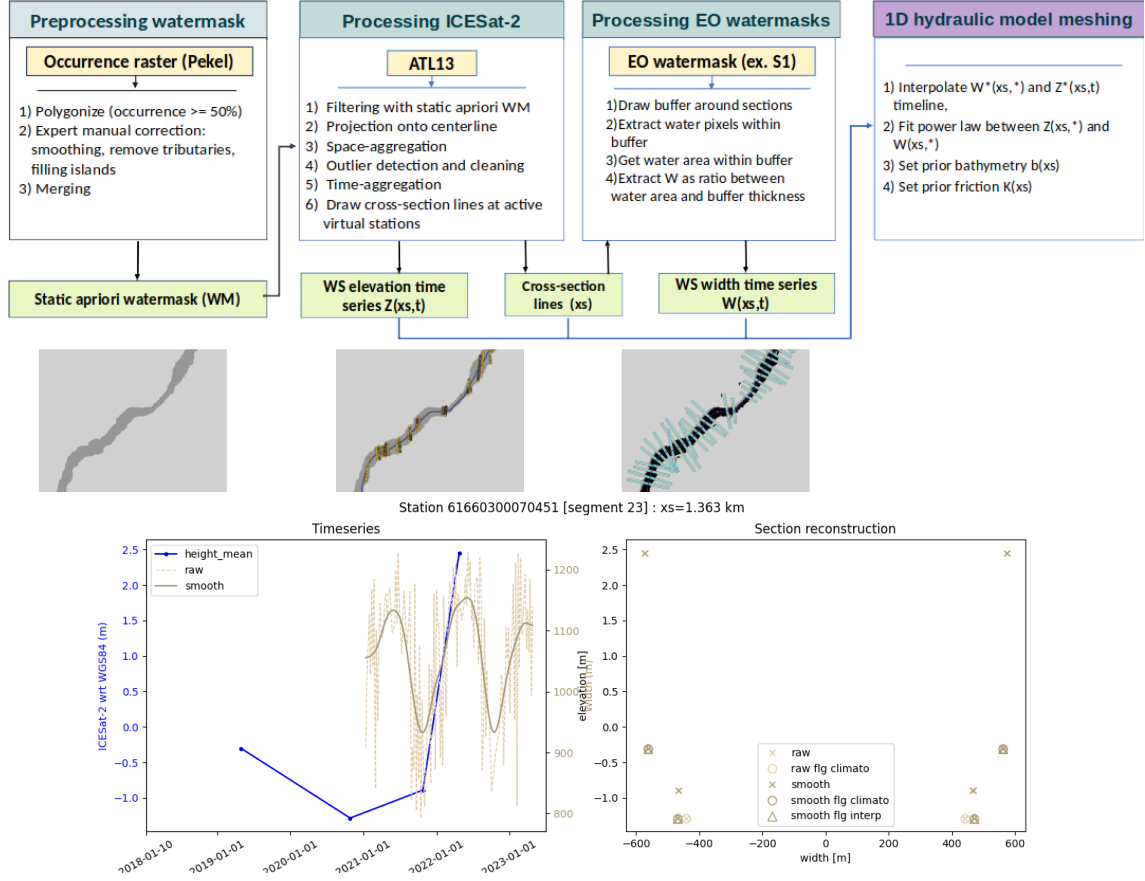 Preprocessing watermask
Occurrence raster (Pekel)
1) Polygonize (occurrence >= 50%)
2) Expert manual correction:
smoothing, remove tributaries,
filling islands
3) Merging
Static apriori watermask (WM)
Processing ICESat-2
ATL13
1) Filtering with static apriori WM
2) Projection onto centerline
3) Space-aggregation
4) Outlier detection and cleaning
5) Time-aggregation
6) Draw cross-section lines at active
virtual stations
WS elevation time
series Z(xs,t)
Cross-section
lines (xs)
Processing EO watermasks
EO watermask (ex. S1)
1)Draw buffer around sections
2)Extract water pixels within
buffer
3)Get water area within buffer
4)Extract W as ratio between
water area and buffer thickness
WS width time series
W(xs,t)
1D hydraulic model meshing
1) Interpolate W*(xs,*) and Z*(xs,t)
timeline,
2) Fit power law between Z(xs,*) and
W(xs,*)
3) Set prior bathymetry b(xs)
4) Set prior friction K(xs)
Station 61660300070451 [segment 23] : xs=1.363 km
Timeseries
ICESat-2 wrt WGS84 (m)
2.5
2.0
1.5
1.0
0.5
0.0
−0.5
−1.0
height_mean
raw
smooth
1200
1100
1000
900
800
Width (m)
2018-01-10
2019-01-01
2020-01-01
2021-01-01
2022-01-01
2023-01-01
Section reconstruction
elevation [m]
2.5
2.0
1.5
1.0
0.5
0.0
−0.5
−1.0
raw
raw flg climato
smooth
smooth flg climato
smooth flg interp
−600
−400
−200
0
200
400
600
width [m]